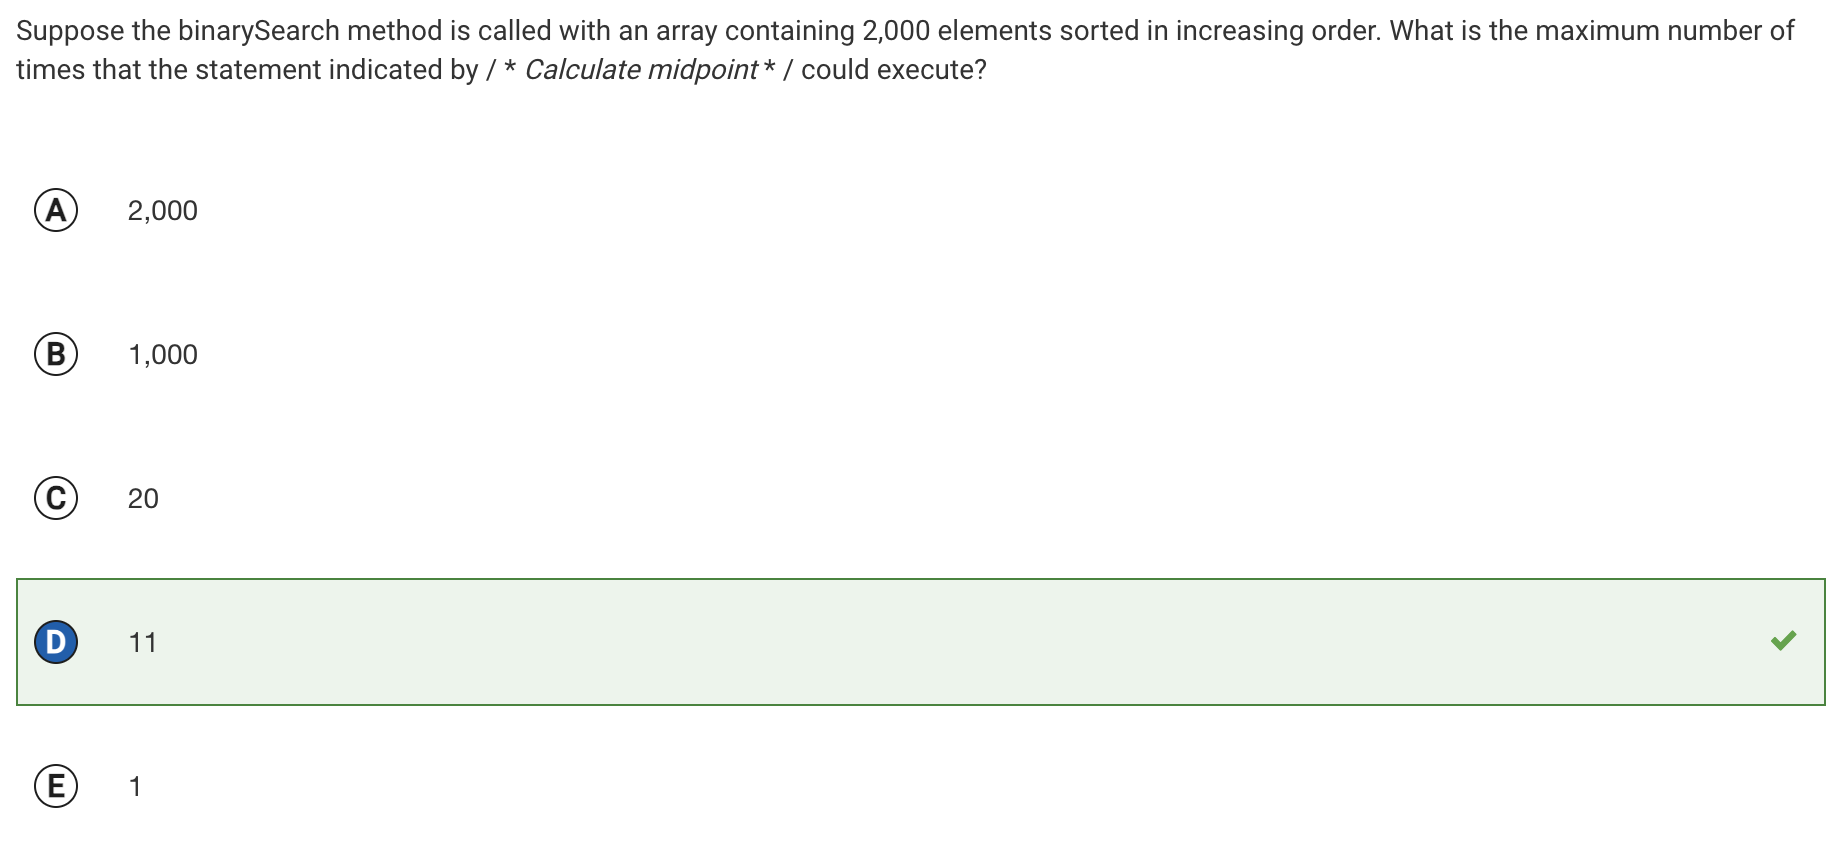 Suppose the binarySearch method is called with an array containing 2,000 elements sorted in increasing order. What is the maximum number of
times that the statement indicated by / * Calculate midpoint * / could execute?
A 2,000
B 1,000
C 20
D 11
E 1